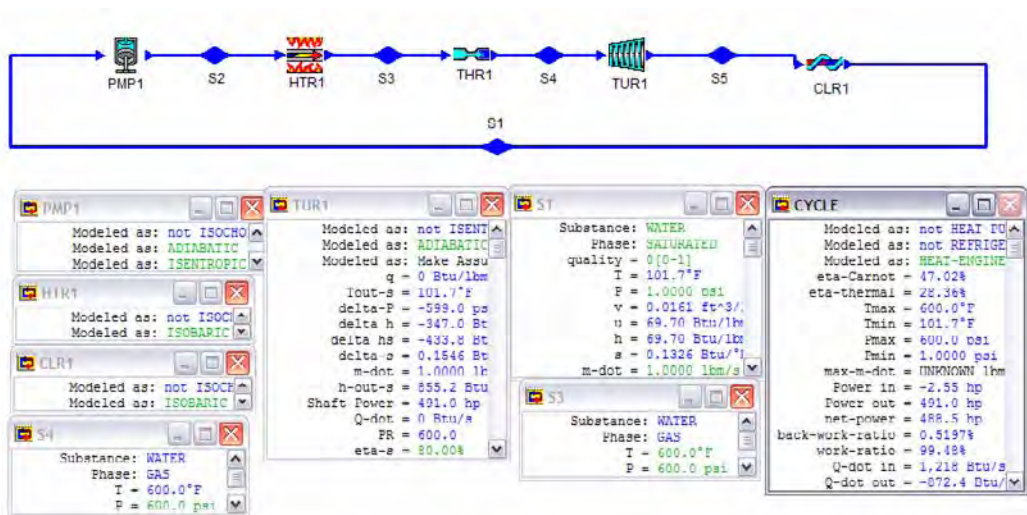 PMP1
S2
HTR1
S3
THR1
S4
TUR1
S5
CLR1
S1
PMP1
Modeled as: not ISOCHO
Modeled as: ADIABATIC
Modeled as: ISENTROPIC
HTR1
Modeled as: not ISOC
Modeled as: ISOBARIC
CLR1
Modeled as: not ISOCH
Modeled as: ISOBARIC
S4
Substance: WATER
Phase: GAS
T = 600.0°F
P = 600.0 psi
TUR1
Modeled as: not ISENT
Modeled as: ADIABATIC
Modeled as: Make Assu
q = 0 Btu/lbm
Tout-s = 101.7°F
delta-P = -599.0 ps
delta h = -347.0 Bt
delta hs = -433.8 Bt
delta-s = 0.1546 Bt
m-dot = 1.0000 lbm
h-out-s = 855.2 Btu
Shaft Power = 491.0 hp
Q-dot = 0 Btu/s
PR = 600.0
eta-s = 80.00%
S1
Substance: WATER
Phase: SATURATED
quality = 0[0-1]
T = 101.7°F
P = 1.0000 psi
v = 0.0161 ft^3/
u = 69.70 Btu/lbm
h = 69.70 Btu/lbm
s = 0.1326 Btu/°
m-dot = 1.0000 lbm/s
S3
Substance: WATER
Phase: GAS
T = 600.0°F
P = 600.0 psi
CYCLE
Modeled as: not HEAT PU
Modeled as: not REFRIGE
Modeled as: HEAT-ENGINE
eta-Carnot = 47.02%
eta-thermal = 28.36%
Tmax = 600.0°F
Tmin = 101.7°F
Pmax = 600.0 psi
Pmin = 1.0000 psi
max-m-dot = UNKNOWN lbm
Power in = -2.55 hp
Power out = 491.0 hp
net-power = 488.5 hp
back-work-ratio = 0.5197%
work-ratio = 99.48%
Q-dot in = 1,218 Btu/s
Q-dot out = -872.4 Btu/